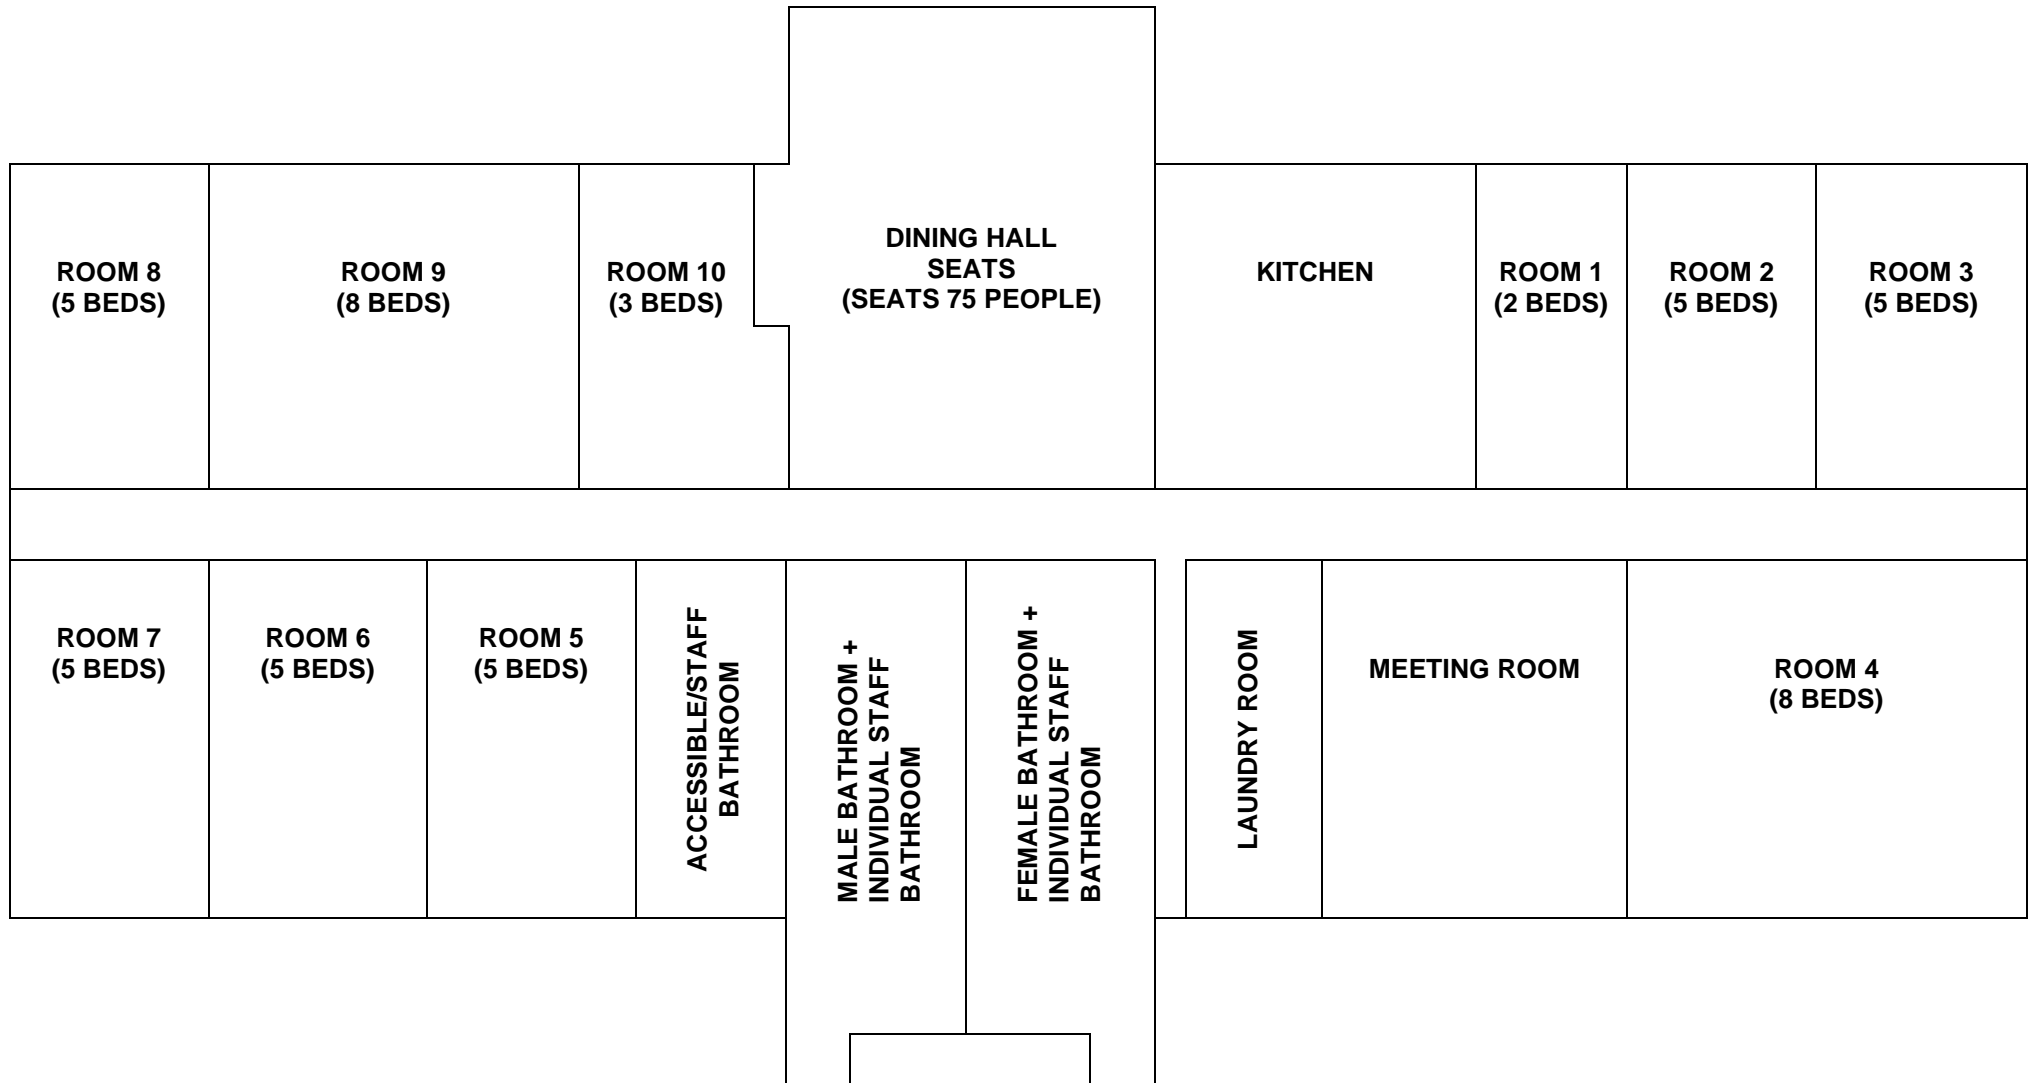 DINING HALL
SEATS
(SEATS 75 PEOPLE)
ROOM 8
(5 BEDS)
ROOM 9
(8 BEDS)
ROOM 10
(3 BEDS)
KITCHEN
ROOM 1
(2 BEDS)
ROOM 2
(5 BEDS)
ROOM 3
(5 BEDS)
ROOM 7
(5 BEDS)
ROOM 6
(5 BEDS)
ROOM 5
(5 BEDS)
ACCESSIBLE/STAFF
BATHROOM
MALE BATHROOM +
INDIVIDUAL STAFF
BATHROOM
FEMALE BATHROOM +
INDIVIDUAL STAFF
BATHROOM
LAUNDRY ROOM
MEETING ROOM
ROOM 4
(8 BEDS)